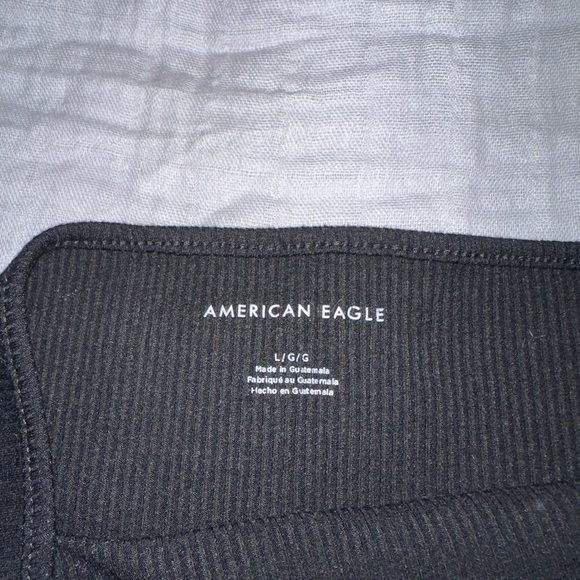 AMERICAN EAGLE
L/G/G
Made in Guatemala
Fabriqué au Guatemala
Hecho en Guatemala